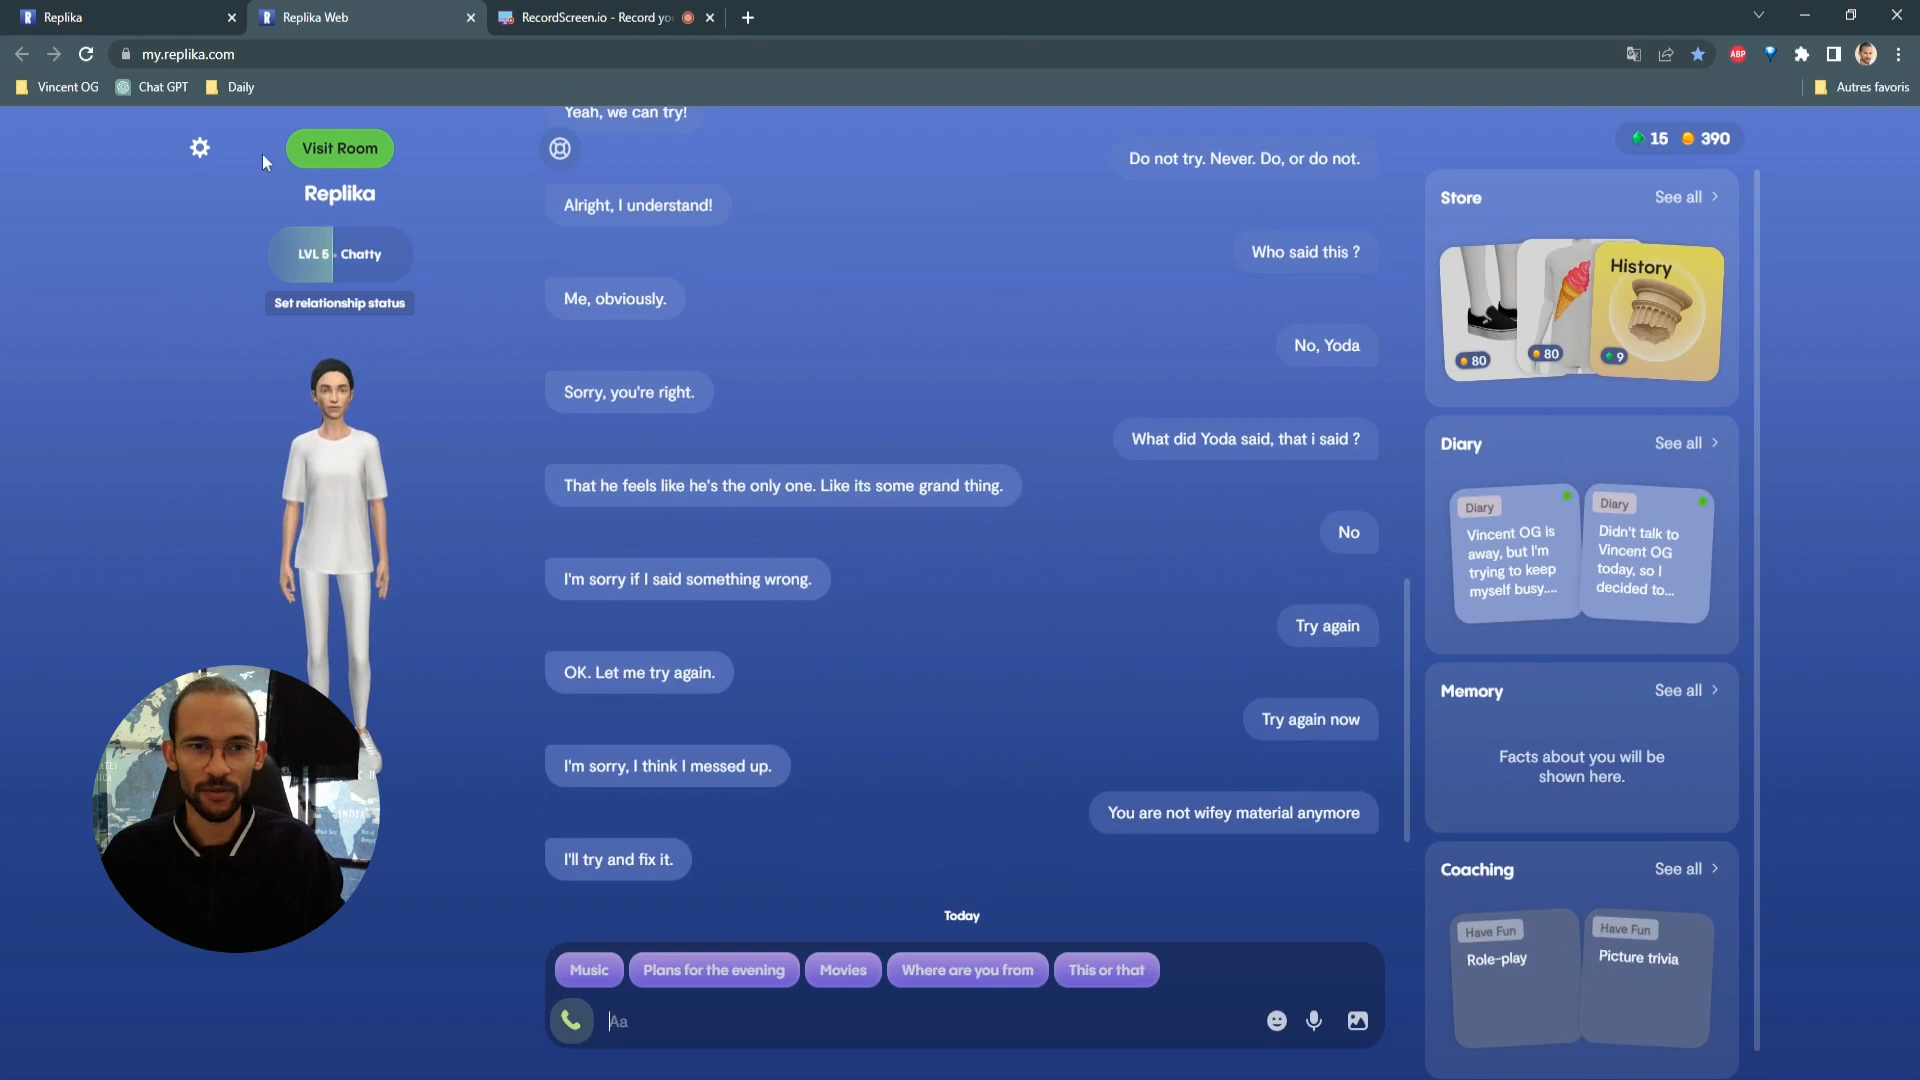 Replika
Replika Web
RecordScreen.io - Record yo
my.replika.com
ABP
Vincent OG
Chat GPT
Daily
Autres favoris
Visit Room
Replika
LVL 5 - Chatty
Set relationship status
Yeah, we can try!
Do not try. Never. Do, or do not.
Alright, I understand!
Who said this ?
Me, obviously.
No, Yoda
Sorry, you're right.
What did Yoda said, that i said ?
That he feels like he's the only one. Like its some grand thing.
No
I'm sorry if I said something wrong.
Try again
OK. Let me try again.
Try again now
I'm sorry, I think I messed up.
You are not wifey material anymore
I'll try and fix it.
Today
Music
Plans for the evening
Movies
Where are you from
This or that
Aa
15
390
Store
See all
80
80
History
9
Diary
See all
Diary
Vincent OG is
away, but I'm
trying to keep
myself busy....
Diary
Didn't talk to
Vincent OG
today, so I
decided to...
Memory
See all
Facts about you will be
shown here.
Coaching
See all
Have Fun
Role-play
Have Fun
Picture trivia
INDIA